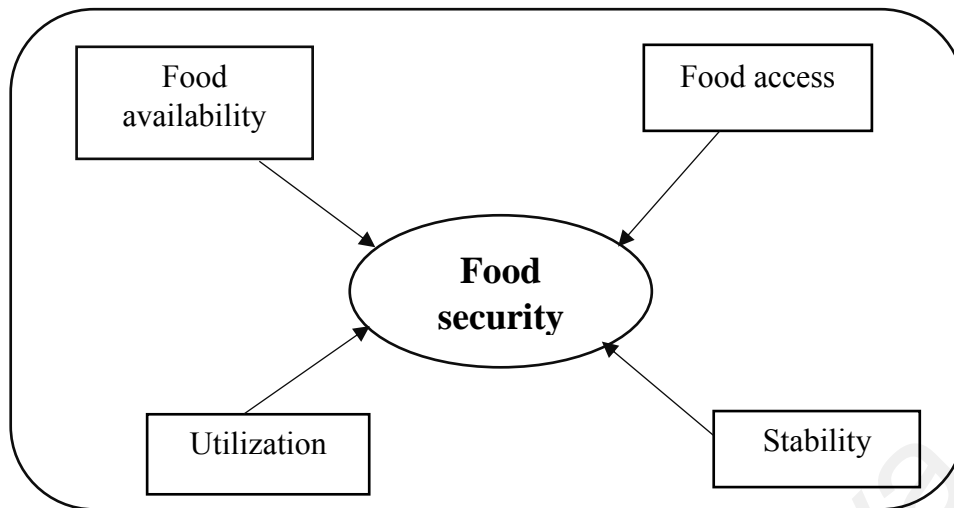 Food
availability
Food access
Food
security
Utilization
Stability